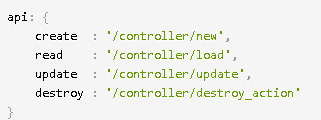 api: {
    create  : '/controller/new',
    read    : '/controller/load',
    update  : '/controller/update',
    destroy : '/controller/destroy_action'
}